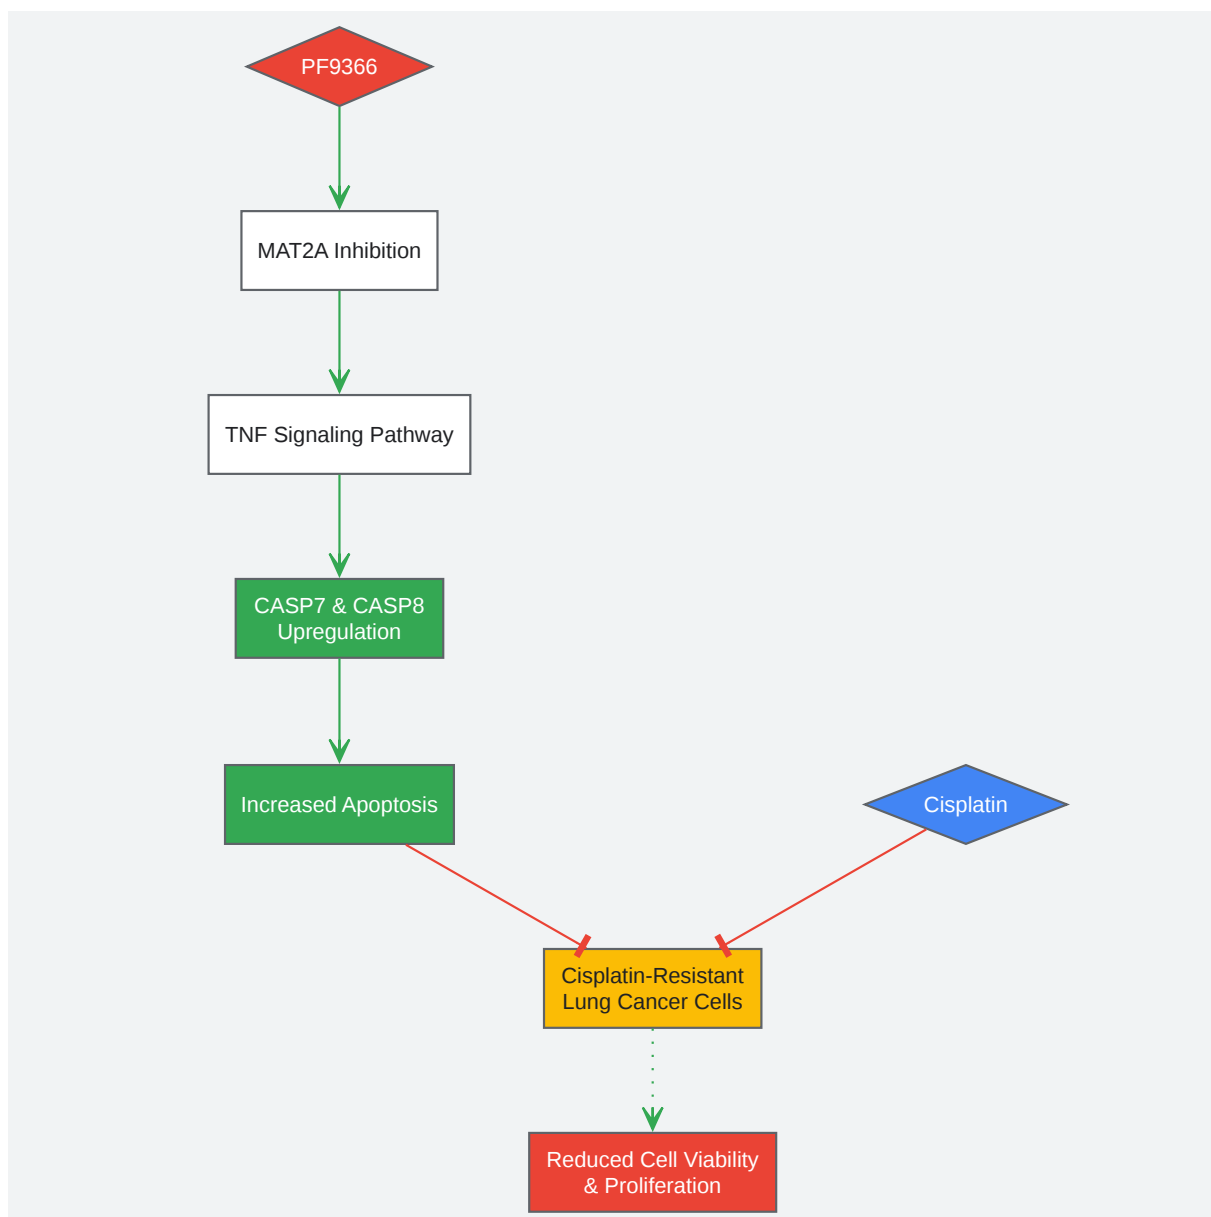 PF9366
MAT2A Inhibition
TNF Signaling Pathway
CASP7 & CASP8
Upregulation
Increased Apoptosis
Cisplatin
Cisplatin-Resistant
Lung Cancer Cells
Reduced Cell Viability
& Proliferation